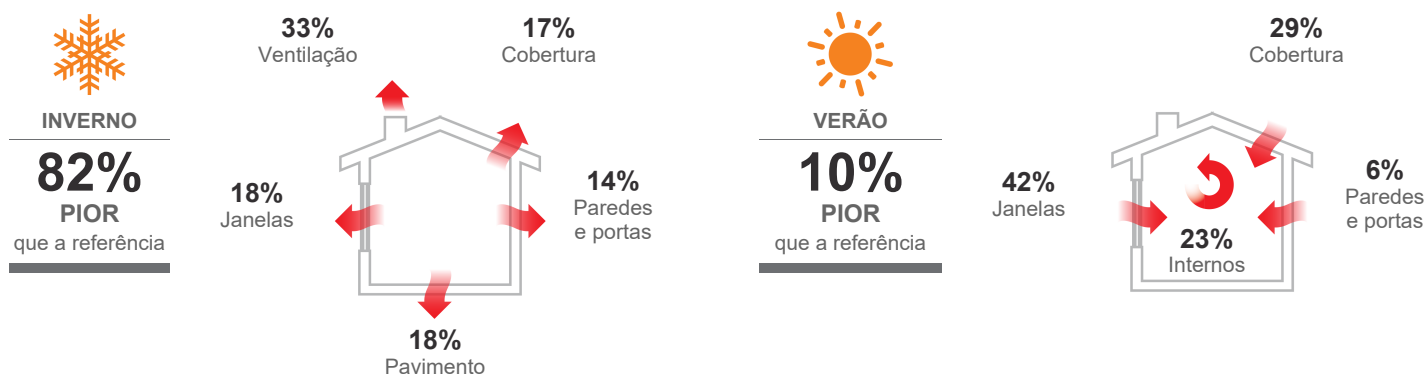 INVERNO
82%
PIOR
que a referência
33%
Ventilação
17%
Cobertura
18%
Janelas
14%
Paredes
e portas
18%
Pavimento
VERÃO
10%
PIOR
que a referência
29%
Cobertura
42%
Janelas
6%
Paredes
e portas
23%
Internos